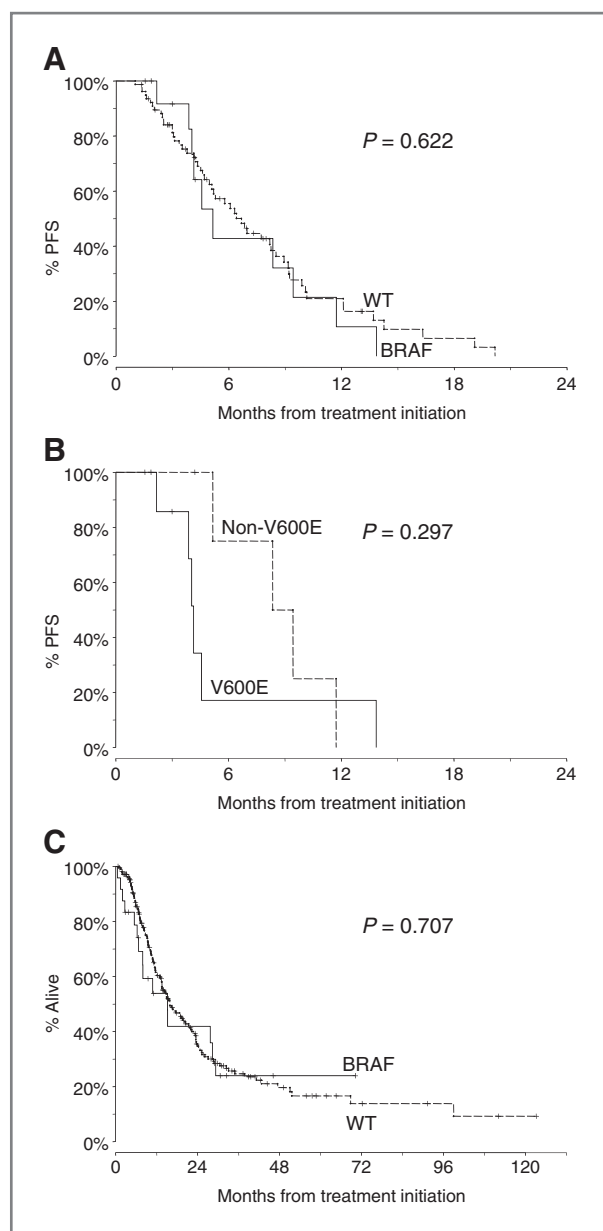 A
100%
80%
60%
40%
20%
0%
% PFS
P = 0.622
WT
BRAF
0 6 12 18 24
Months from treatment initiation
B
100%
80%
60%
40%
20%
0%
% PFS
Non-V600E
P = 0.297
V600E
0 6 12 18 24
Months from treatment initiation
C
100%
80%
60%
40%
20%
0%
% Alive
P = 0.707
BRAF
WT
0 24 48 72 96 120
Months from treatment initiation